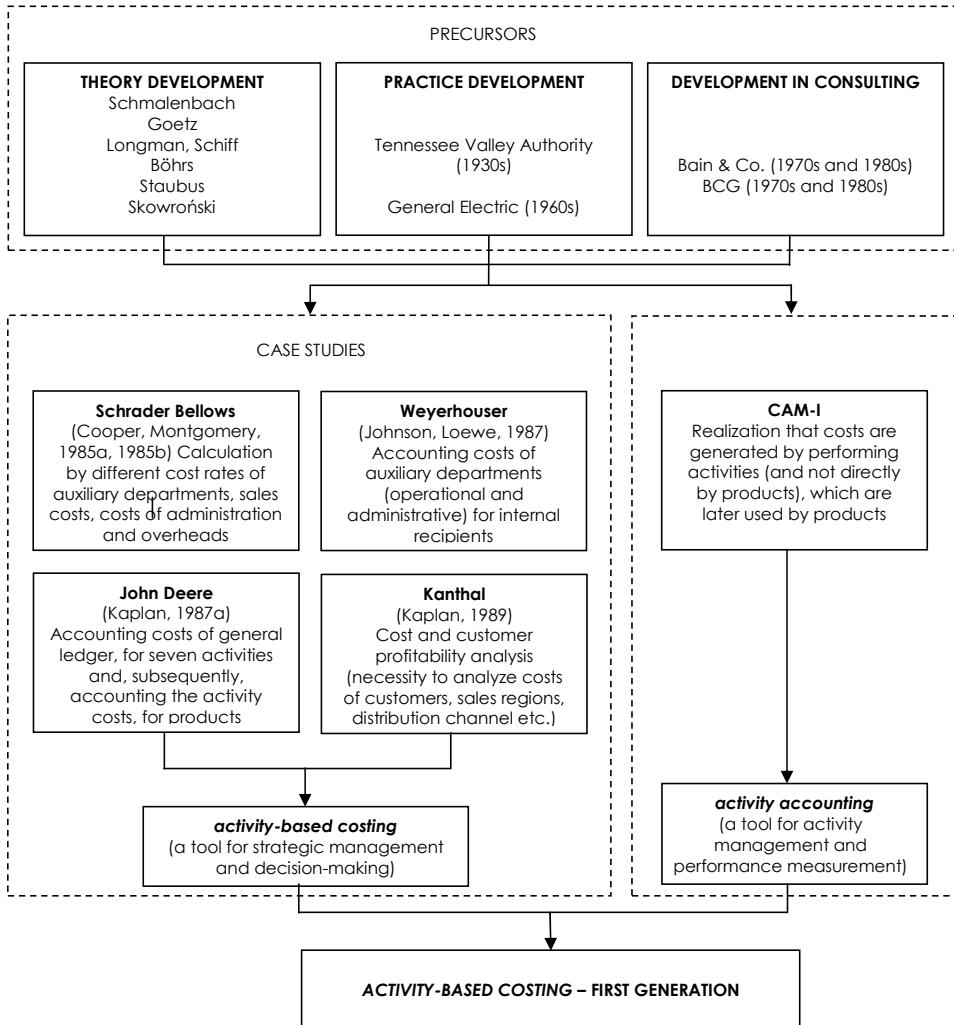 PRECURSORS
THEORY DEVELOPMENT
Schmalenbach
Goetz
Longman, Schiff
Böhrs
Staubus
Skowroński
PRACTICE DEVELOPMENT
Tennessee Valley Authority
(1930s)
General Electric (1960s)
DEVELOPMENT IN CONSULTING
Bain & Co. (1970s and 1980s)
BCG (1970s and 1980s)
CASE STUDIES
Schrader Bellows
(Cooper, Montgomery,
1985a, 1985b) Calculation
by different cost rates of
auxiliary departments, sales
costs, costs of administration
and overheads
Weyerhouser
(Johnson, Loewe, 1987)
Accounting costs of
auxiliary departments
(operational and
administrative) for internal
recipients
CAM-I
Realization that costs are
generated by performing
activities (and not directly
by products), which are
later used by products
John Deere
(Kaplan, 1987a)
Accounting costs of general
ledger, for seven activities
and, subsequently,
accounting the activity
costs, for products
Kanthal
(Kaplan, 1989)
Cost and customer
profitability analysis
(necessity to analyze costs
of customers, sales regions,
distribution channel etc.)
activity-based costing
(a tool for strategic management
and decision-making)
activity accounting
(a tool for activity
management and
performance measurement)
ACTIVITY-BASED COSTING – FIRST GENERATION